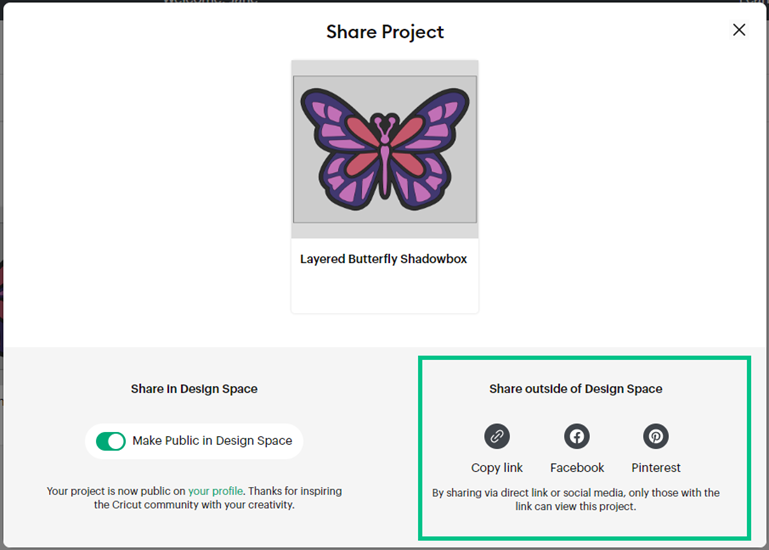 Share Project
Layered Butterfly Shadowbox
Share in Design Space
Make Public in Design Space
Your project is now public on your profile. Thanks for inspiring
the Cricut community with your creativity.
Share outside of Design Space
Copy link
Facebook
Pinterest
By sharing via direct link or social media, only those with the
link can view this project.